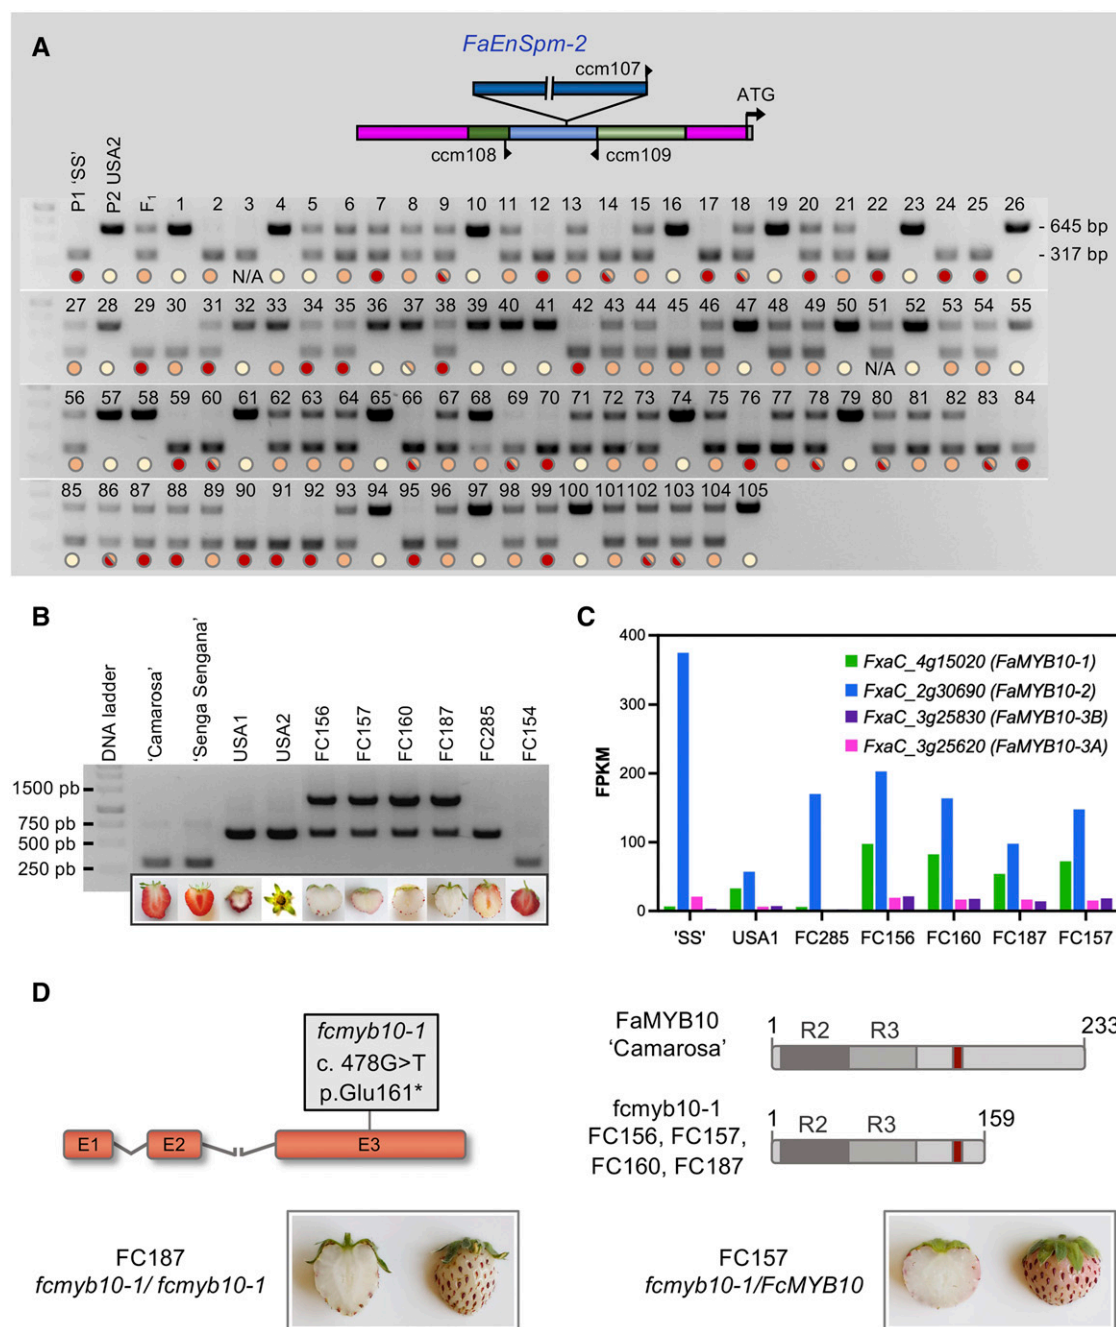 A
FaEnSpm-2
ccm107
ATG
ccm108
ccm109
P1 ‘SS’
P2 USA2
F1
1 2 3 4 5 6 7 8 9 10 11 12 13 14 15 16 17 18 19 20 21 22 23 24 25 26
- 645 bp
- 317 bp
N/A
27 28 29 30 31 32 33 34 35 36 37 38 39 40 41 42 43 44 45 46 47 48 49 50 51 52 53 54 55
N/A
56 57 58 59 60 61 62 63 64 65 66 67 68 69 70 71 72 73 74 75 76 77 78 79 80 81 82 83 84
85 86 87 88 89 90 91 92 93 94 95 96 97 98 99 100 101 102 103 104 105
B
DNA ladder
‘Camarosa’
‘Senga Sengana’
USA1
USA2
FC156
FC157
FC160
FC187
FC285
FC154
1500 pb
750 pb
500 pb
250 pb
C
400
300
200
100
0
FPKM
FxaC_4g15020 (FaMYB10-1)
FxaC_2g30690 (FaMYB10-2)
FxaC_3g25830 (FaMYB10-3B)
FxaC_3g25620 (FaMYB10-3A)
'SS' USA1 FC285 FC156 FC160 FC187 FC157
D
fcmyb10-1
c. 478G>T
p.Glu161*
E1 E2 E3
FaMYB10
‘Camarosa’
1 R2 R3 233
fcmyb10-1
FC156, FC157,
FC160, FC187
1 R2 R3 159
FC187
fcmyb10-1/ fcmyb10-1
FC157
fcmyb10-1/FcMYB10